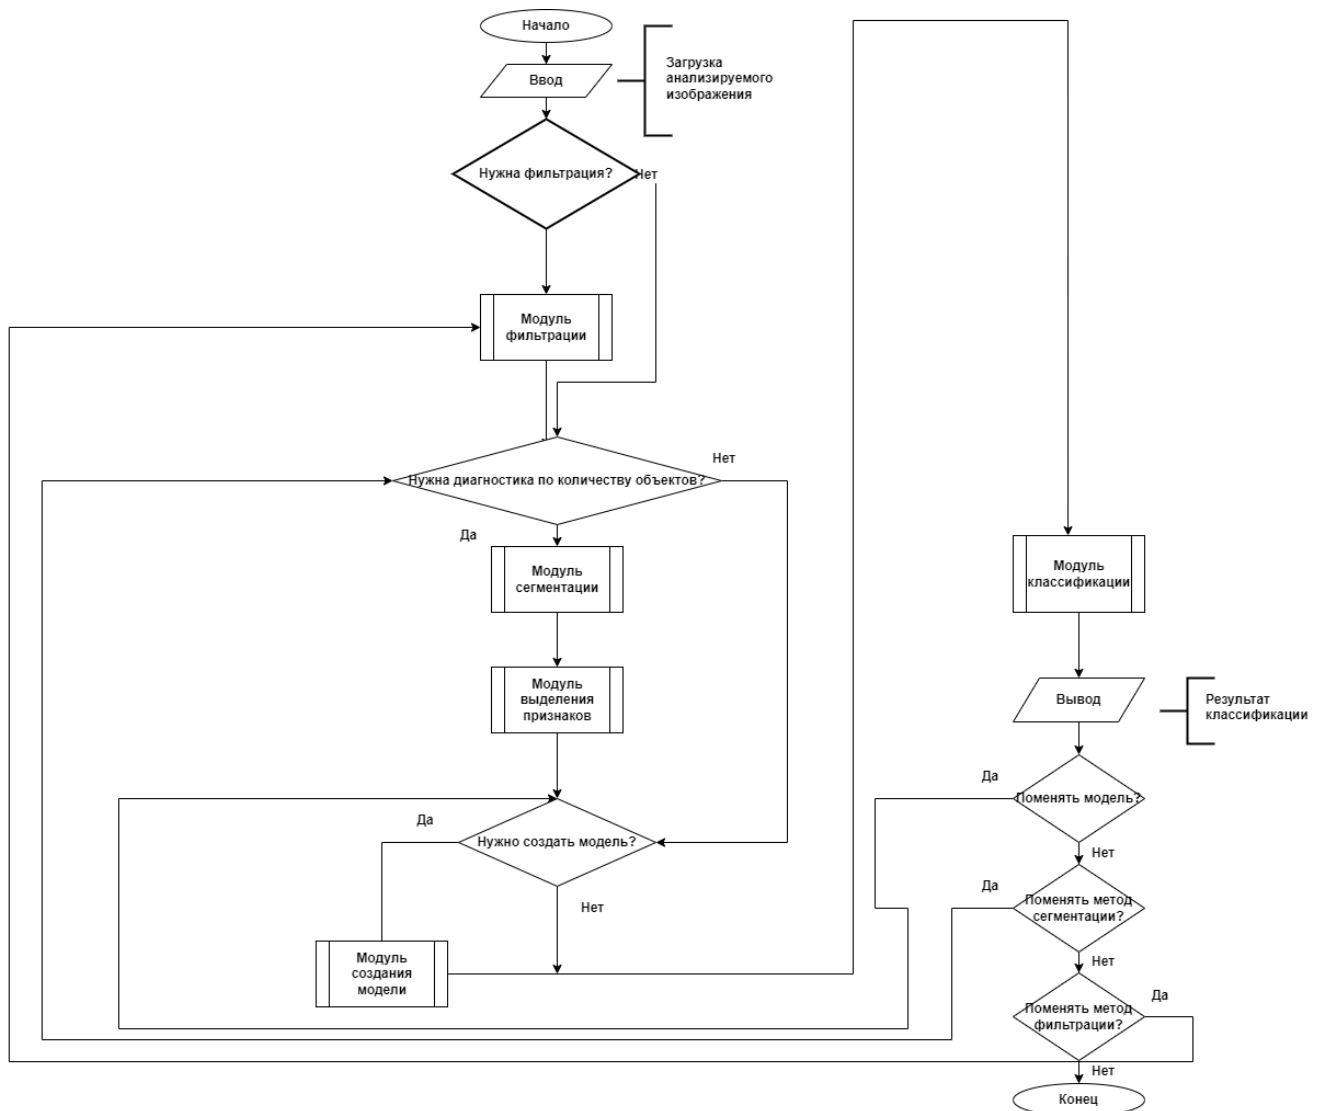 Начало
Ввод
Загрузка
анализируемого
изображения
Нужна фильтрация?
Нет
Модуль
фильтрации
Нужна диагностика по количеству объектов?
Нет
Да
Модуль
сегментации
Модуль
выделения
признаков
Да
Нужно создать модель?
Нет
Модуль
создания
модели
Модуль
классификации
Вывод
Результат
классификации
Да
Поменять модель?
Нет
Да
Поменять метод
сегментации?
Нет
Да
Поменять метод
фильтрации?
Нет
Конец